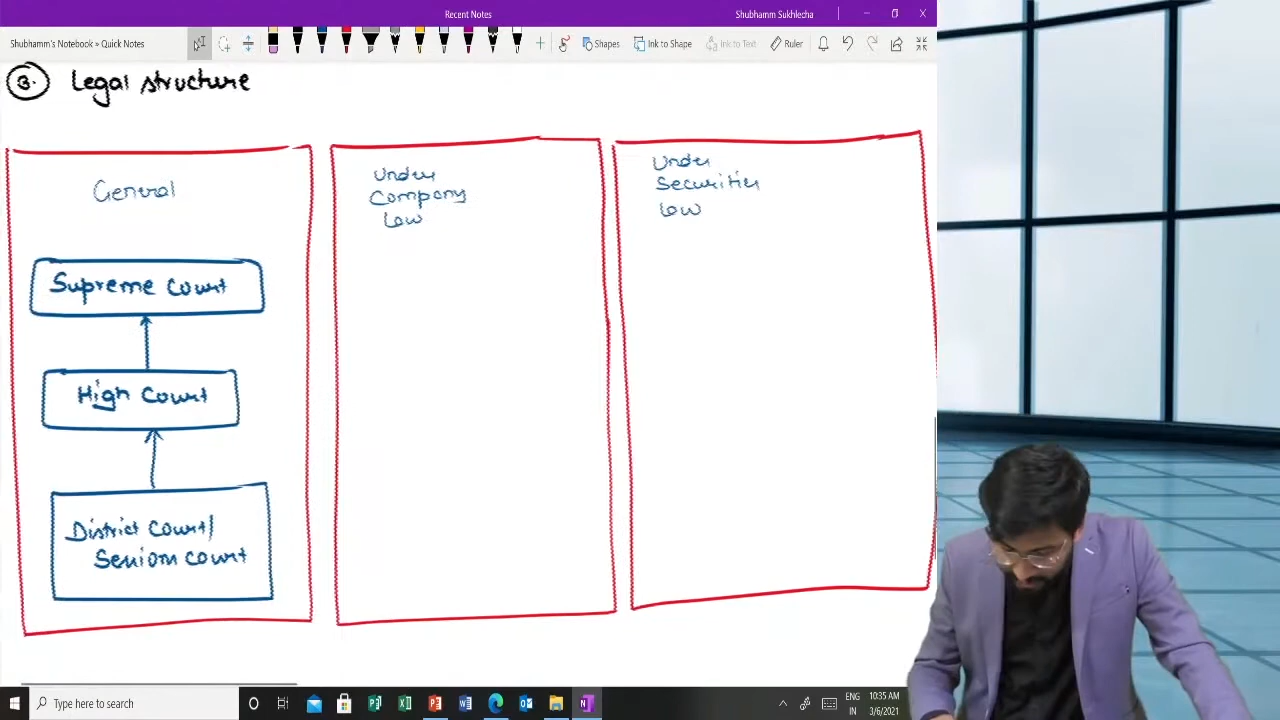 Recent Notes
Shubhamm Sukhlecha
Shubhamm's Notebook » Quick Notes
Shapes
Ink to Shape
Ink to Text
Ruler
3. Legal structure
General
Supreme Court
High Court
District Court/
Seniom Court
Under
Company
Law
Under
Securities
Law
Type here to search
ENG
IN
10:35 AM
3/6/2021